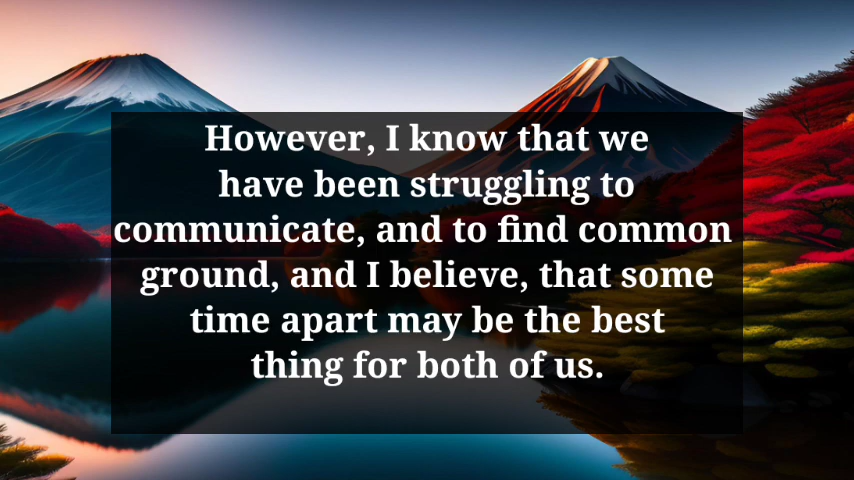 However, I know that we
have been struggling to
communicate, and to find common
ground, and I believe, that some
time apart may be the best
thing for both of us.